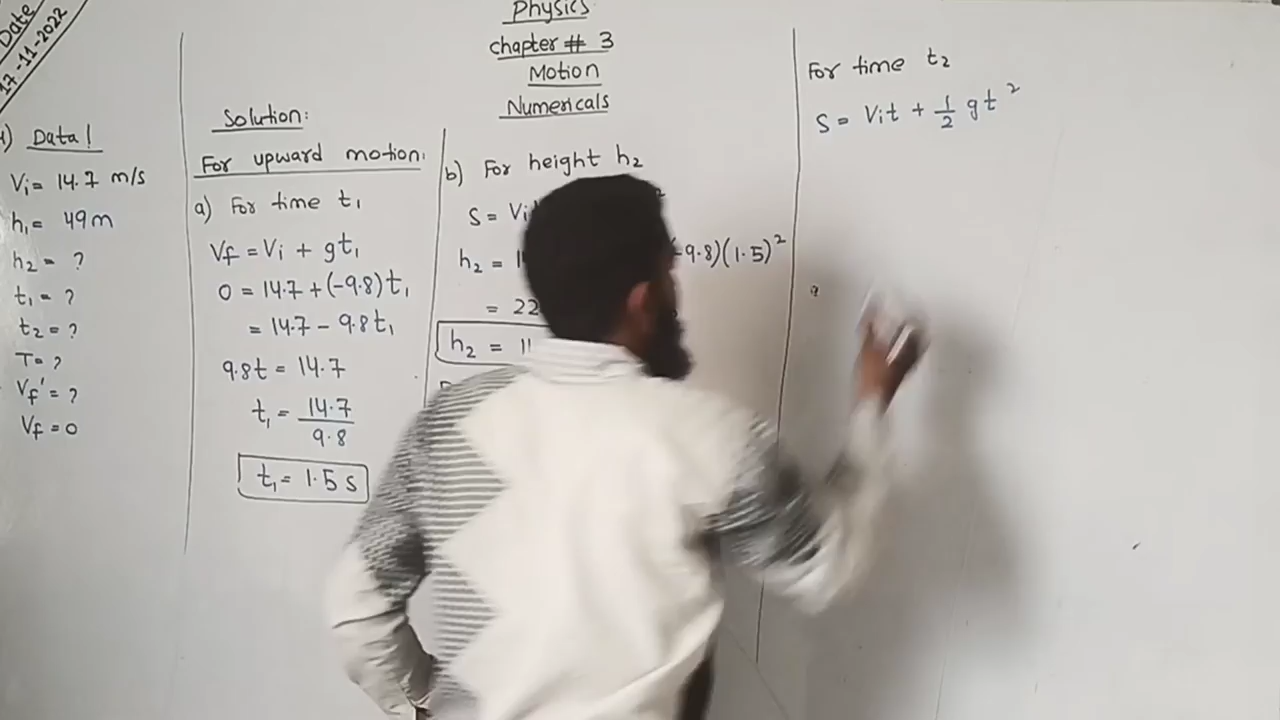 Date
17-11-2022
Physics
chapter # 3
Motion
Numericals
Data!
Vi = 14.7 m/s
h₁ = 49m
h₂ = ?
t₁ = ?
t₂ = ?
T = ?
Vf' = ?
Vf = 0
Solution:
For upward motion:
a) For time t₁
Vf = Vi + gt₁
0 = 14.7 + (-9.8)t₁
= 14.7 - 9.8t₁
9.8t = 14.7
t₁ = 14.7/9.8
t₁ = 1.5 s
b) For height h₂
S = Vi
h₂ = 1
-9.8)(1.5)²
= 22
h₂ = 11
For time t₂
S = Vit + 1/2 gt²